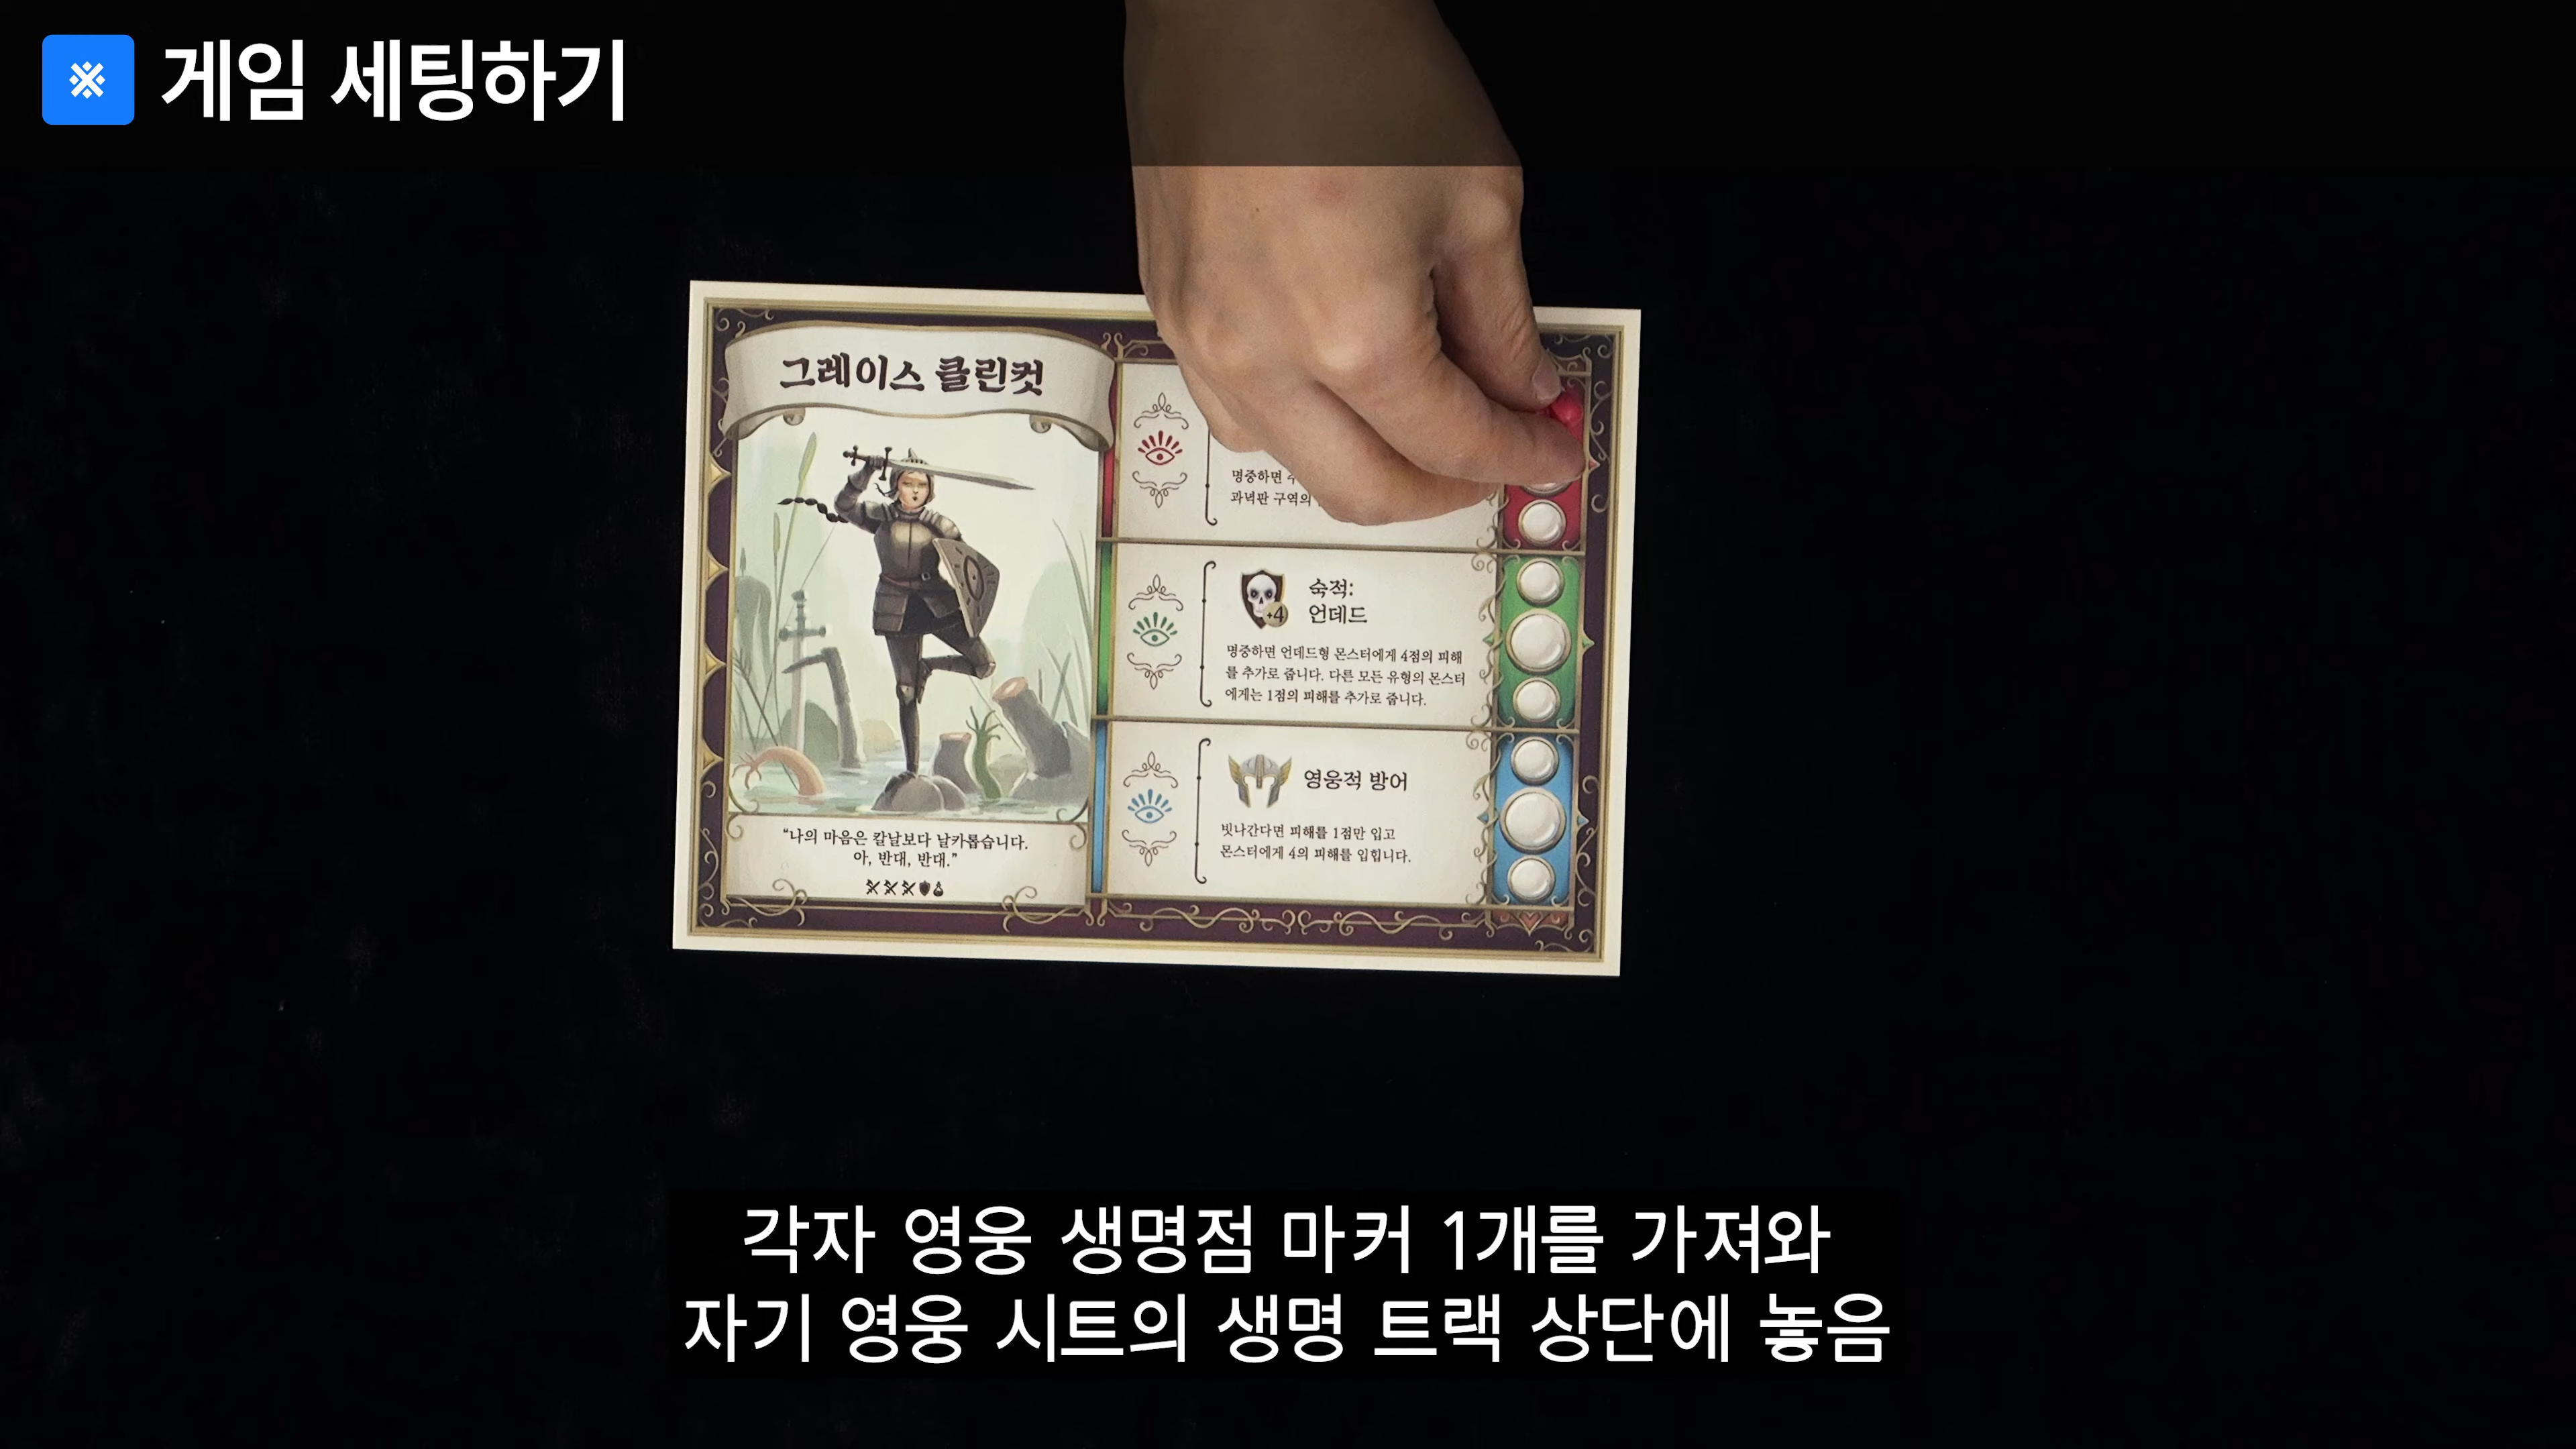 ※ 게임 세팅하기
그레이스 클린컷
명중하면
과녁판 구역의
숙적:
언데드
+4
명중하면 언데드형 몬스터에게 4점의 피해
를 추가로 줍니다. 다른 모든 유형의 몬스터
에게는 1점의 피해를 추가로 줍니다.
영웅적 방어
빗나간다면 피해를 1점만 입고
몬스터에게 4의 피해를 입힙니다.
“나의 마음은 칼날보다 날카롭습니다.
아, 반대, 반대.”
각자 영웅 생명점 마커 1개를 가져와
자기 영웅 시트의 생명 트랙 상단에 놓음